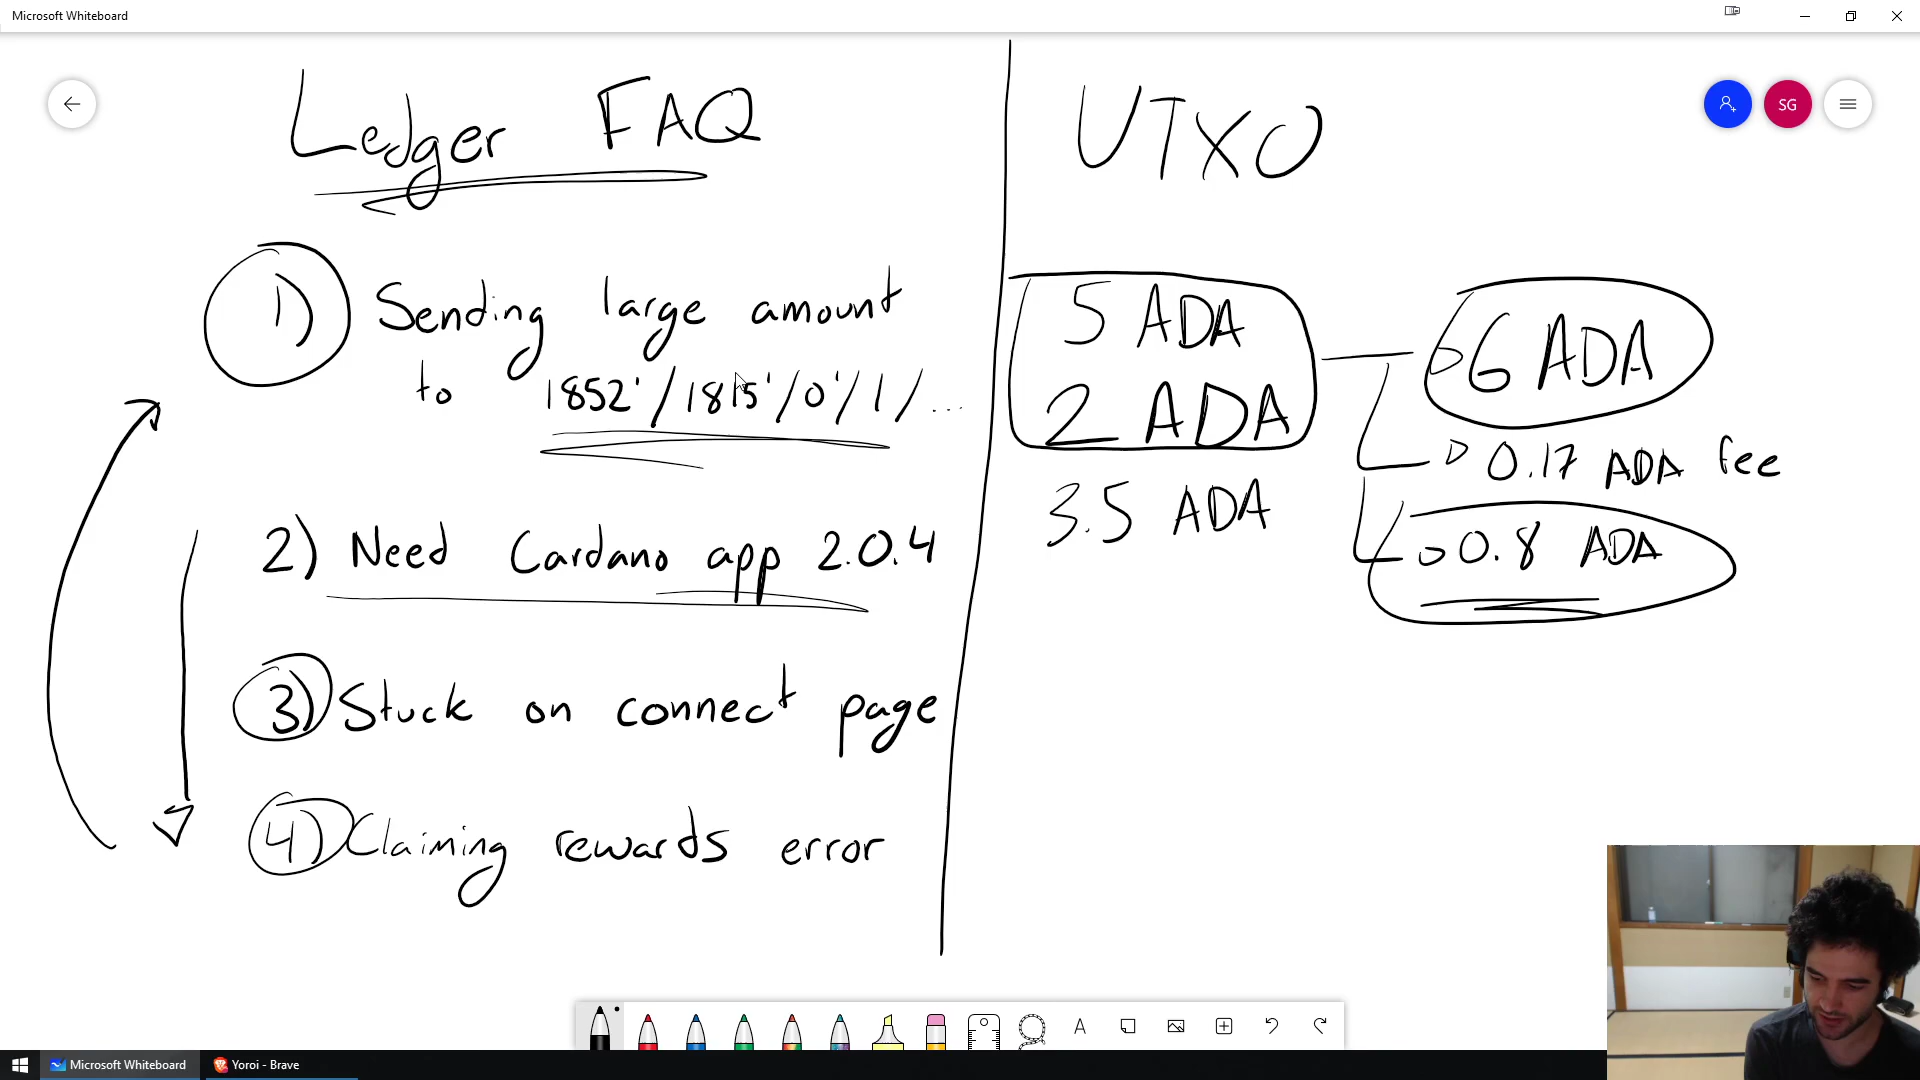 Microsoft Whiteboard
SG
Ledger FAQ
1) Sending large amount
to 1852'/1815'/0'/1/...
2) Need Cardano app 2.0.4
3) Stuck on connect page
4) Claiming rewards error
UTXO
5 ADA
2 ADA
3.5 ADA
6 ADA
0.17 ADA fee
0.8 ADA
A
Microsoft Whiteboard
Yoroi - Brave